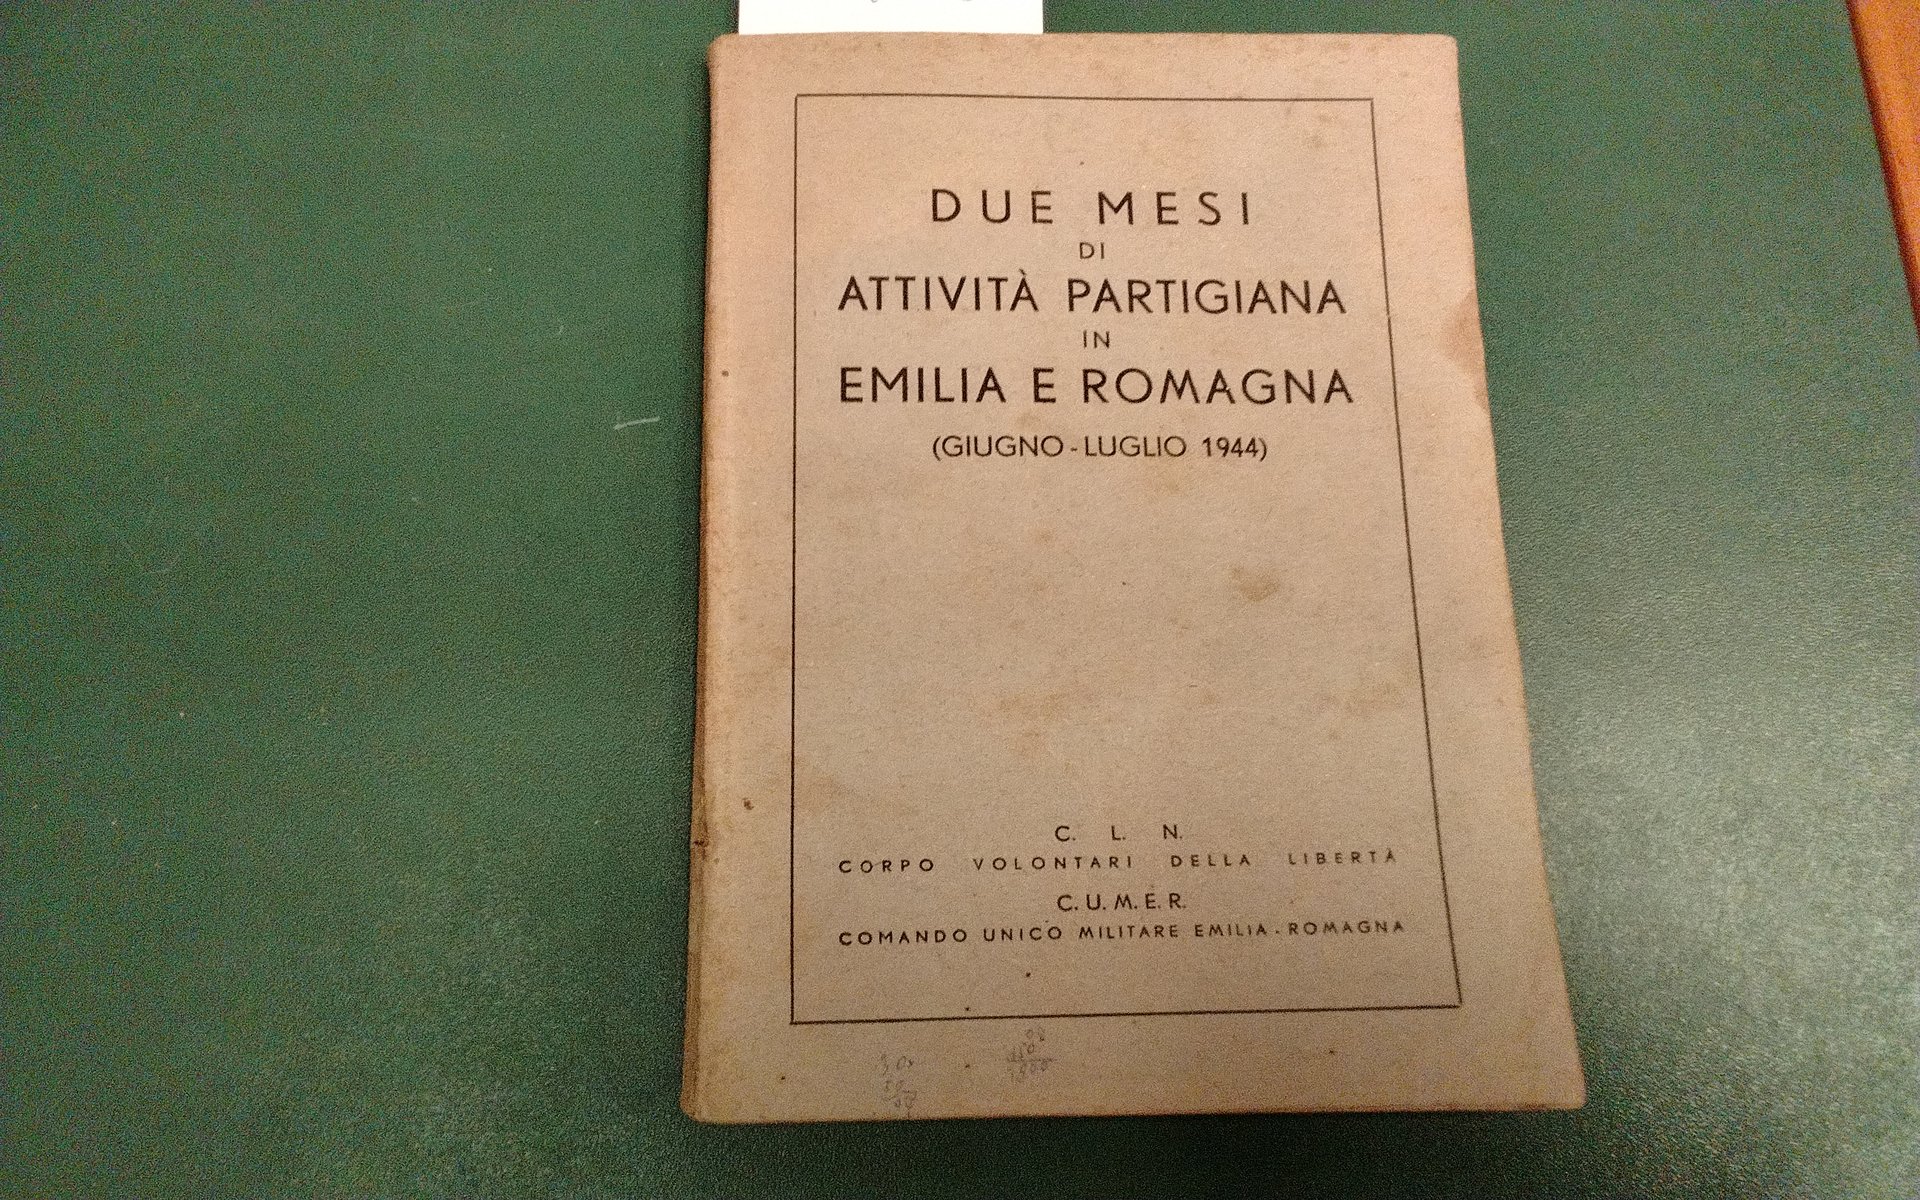 DUE MESI
DI
ATTIVITÀ PARTIGIANA
IN
EMILIA E ROMAGNA
(GIUGNO - LUGLIO 1944)
C. L. N.
CORPO VOLONTARI DELLA LIBERTÀ
C. U. M. E. R.
COMANDO UNICO MILITARE EMILIA - ROMAGNA